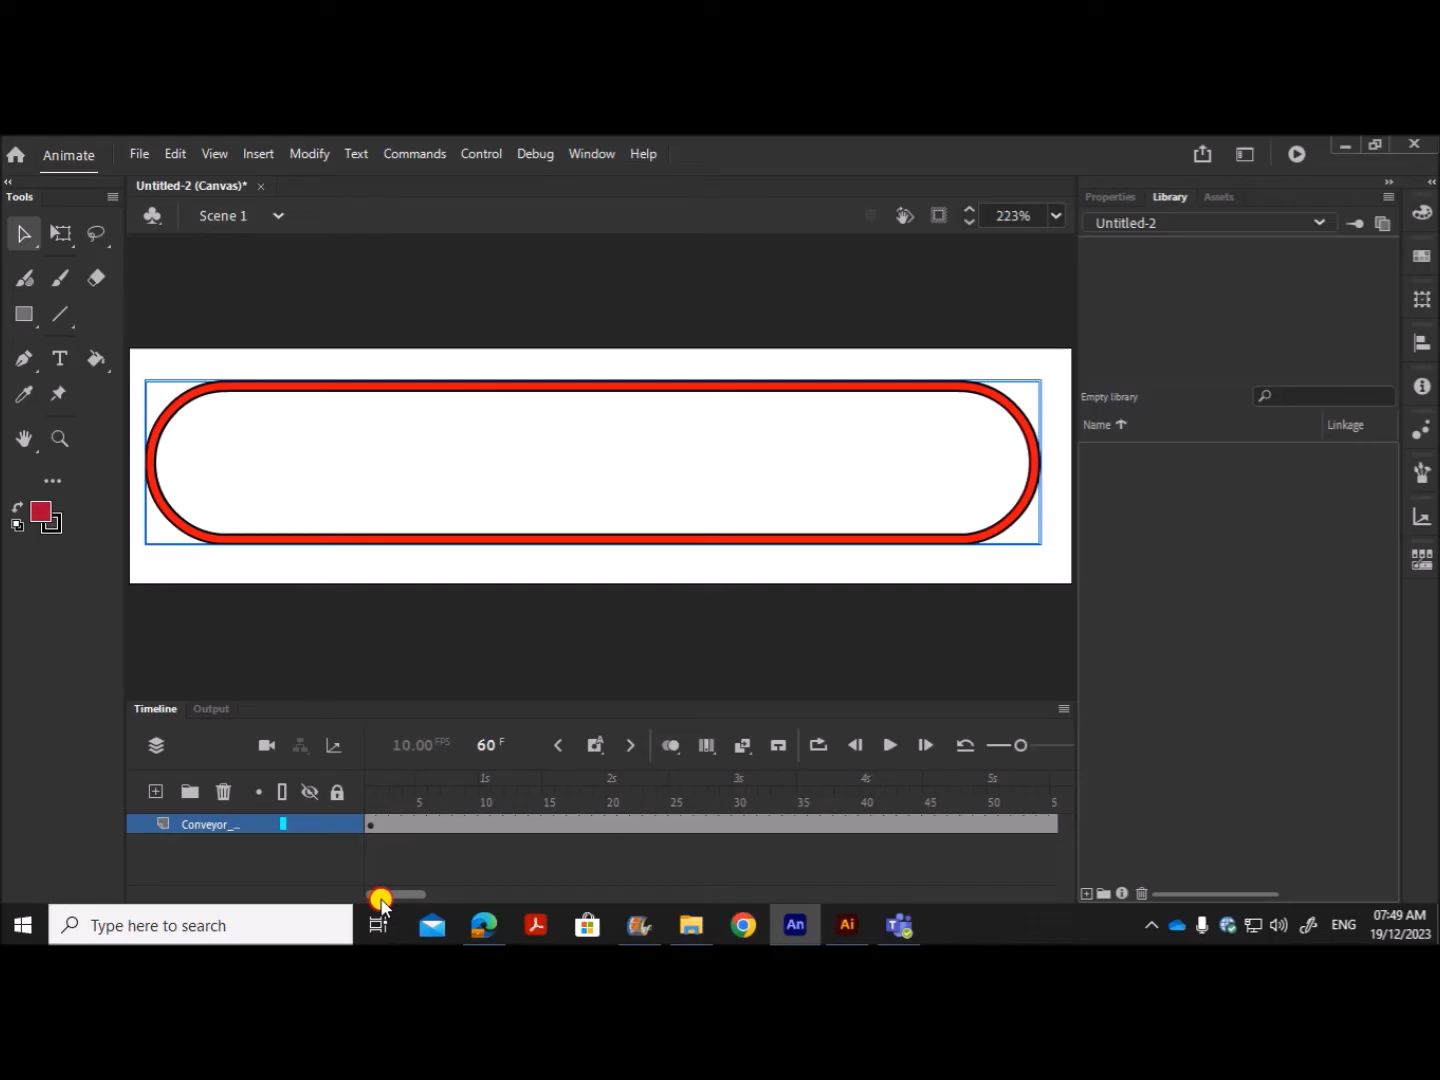 Animate File Edit View Insert Modify Text Commands Control Debug Window Help
Tools
Untitled-2 (Canvas)* ×
Scene 1
223%
Properties Library Assets
Untitled-2
Empty library
Name Linkage
Timeline Output
10.00 FPS 60 F
1s 2s 3s 4s 5s
5 10 15 20 25 30 35 40 45 50 5
Conveyor_...
Type here to search
An
Ai
ENG
07:49 AM
19/12/2023